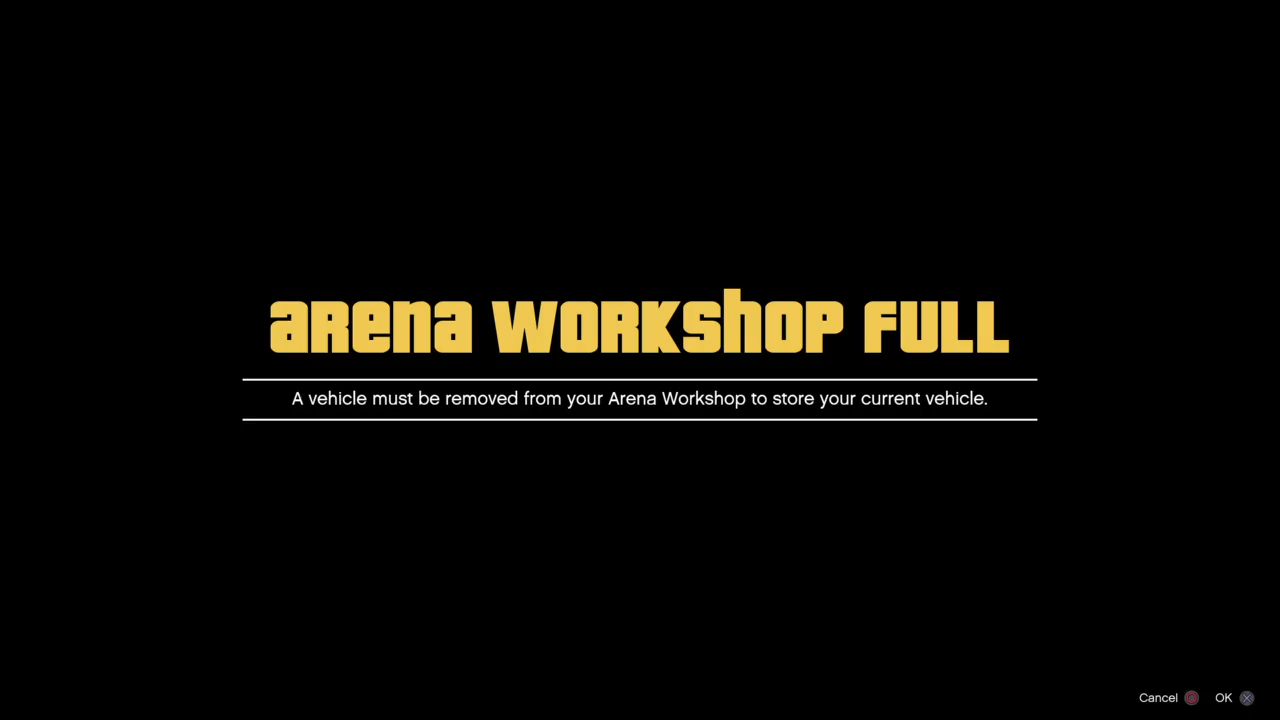 arena workshop full
A vehicle must be removed from your Arena Workshop to store your current vehicle.
Cancel OK